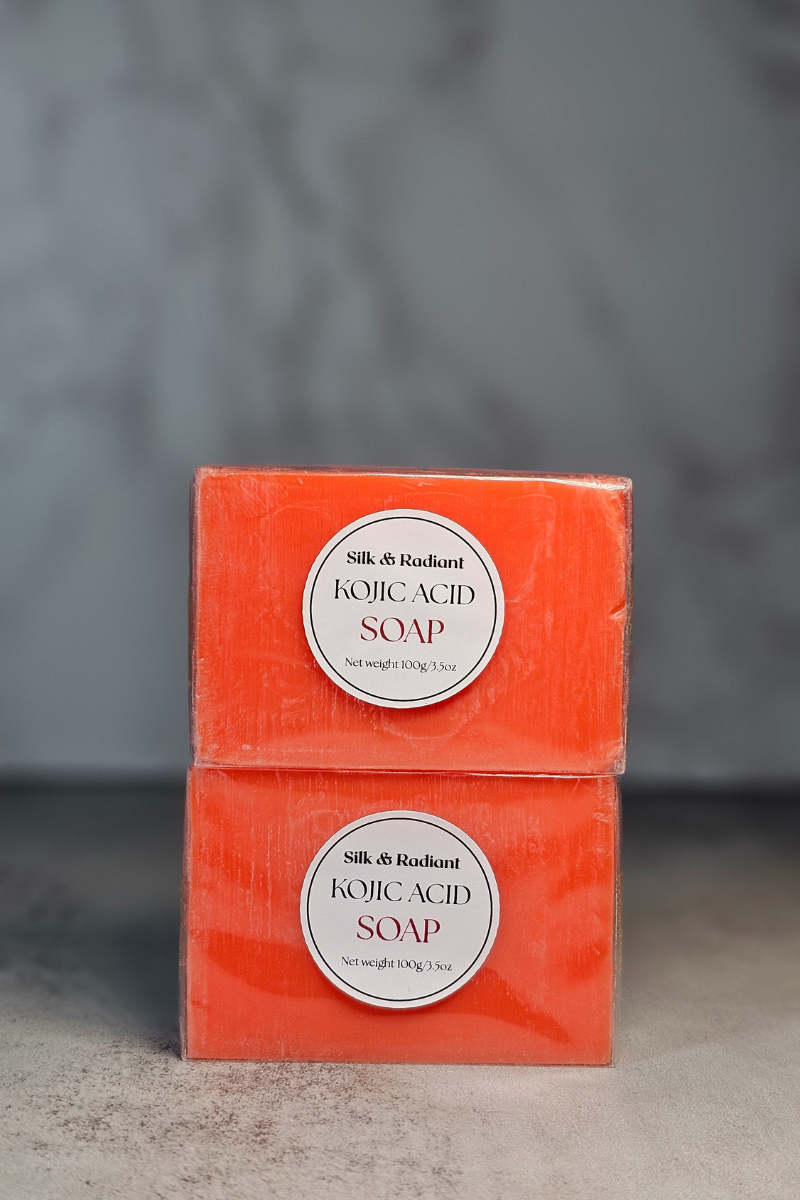 Silk & Radiant
KOJIC ACID
SOAP
Net weight 100g/3.5oz
Silk & Radiant
KOJIC ACID
SOAP
Net weight 100g/3.5oz